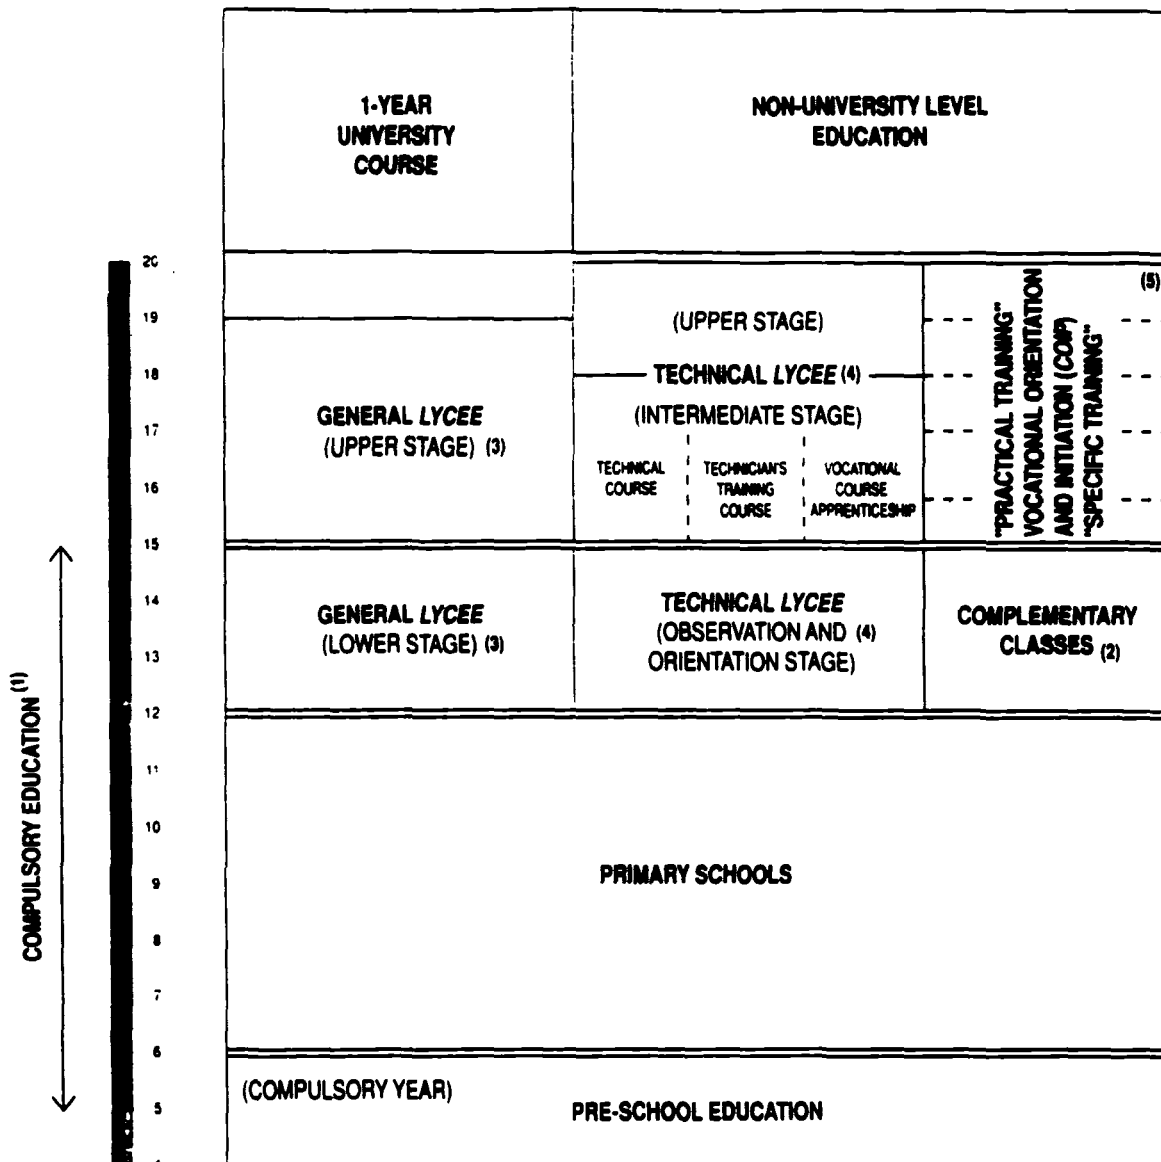 1-YEAR
UNIVERSITY
COURSE
NON-UNIVERSITY LEVEL
EDUCATION
20
19
18
17
16
15
14
13
12
11
10
9
8
7
6
5
COMPULSORY EDUCATION (1)
GENERAL LYCEE
(UPPER STAGE) (3)
(UPPER STAGE)
TECHNICAL LYCEE (4)
(INTERMEDIATE STAGE)
TECHNICAL
COURSE
TECHNICIAN'S
TRAINING
COURSE
VOCATIONAL
COURSE
APPRENTICESHIP
(5)
"PRACTICAL TRAINING"
VOCATIONAL ORIENTATION
AND INITIATION (COIP)
"SPECIFIC TRAINING"
GENERAL LYCEE
(LOWER STAGE) (3)
TECHNICAL LYCEE
(OBSERVATION AND (4)
ORIENTATION STAGE)
COMPLEMENTARY
CLASSES (2)
PRIMARY SCHOOLS
(COMPULSORY YEAR)
PRE-SCHOOL EDUCATION